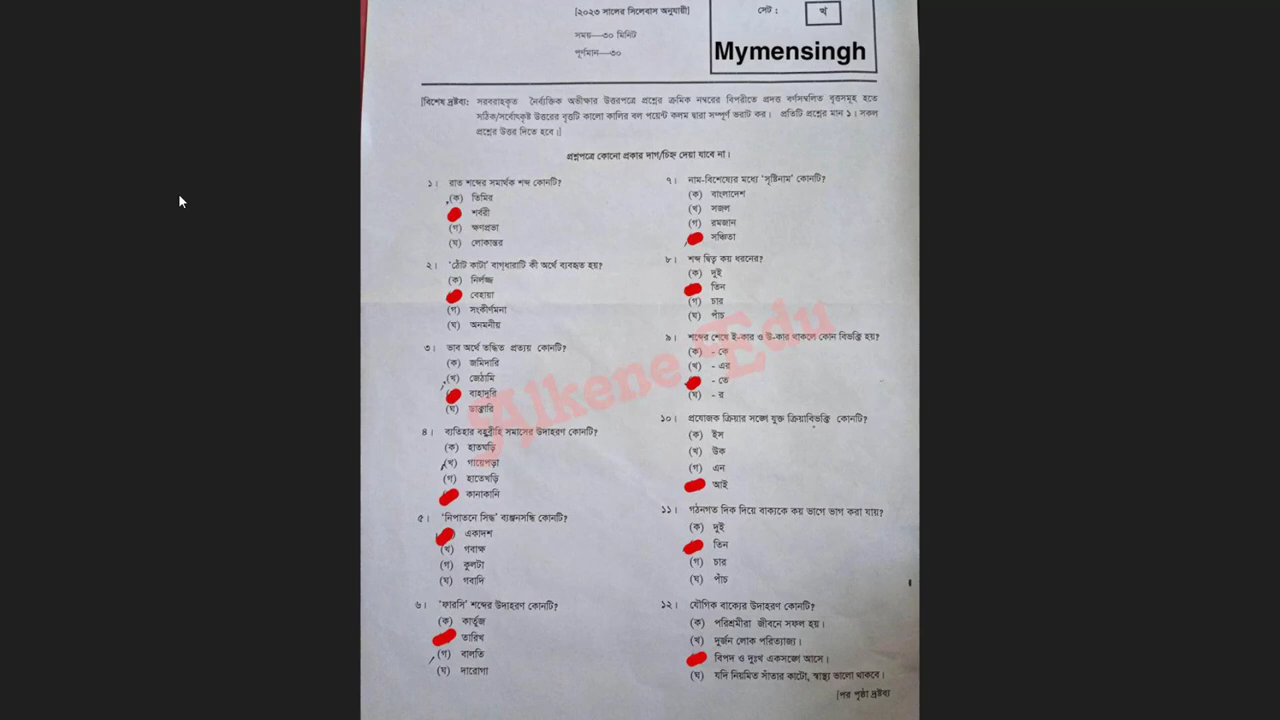 [২০২৩ সালের সিলেবাস অনুযায়ী]
সেট : খ
সময়—৩০ মিনিট
পূর্ণমান—৩০
Mymensingh
[বিশেষ দ্রষ্টব্য: সরবরাহকৃত নৈর্ব্যক্তিক অভীক্ষার উত্তরপত্রে প্রশ্নের ক্রমিক নম্বরের বিপরীতে প্রদত্ত বর্ণসম্বলিত বৃত্তসমূহ হতে
সঠিক/সর্বোৎকৃষ্ট উত্তরের বৃত্তটি কালো কালির বল পয়েন্ট কলম দ্বারা সম্পূর্ণ ভরাট কর। প্রতিটি প্রশ্নের মান ১। সকল
প্রশ্নের উত্তর দিতে হবে।]
প্রশ্নপত্রে কোনো প্রকার দাগ/চিহ্ন দেয়া যাবে না।
১। রাত শব্দের সমার্থক শব্দ কোনটি?
(ক) তিমির
শর্বরী
(গ) ক্ষণপ্রভা
(ঘ) লোকান্তর
২। ‘ঠোঁট কাটা’ বাগ্‌ধারাটি কী অর্থে ব্যবহৃত হয়?
(ক) নির্লজ্জ
বেহায়া
(গ) সংকীর্ণমনা
(ঘ) অনমনীয়
৩। ভাব অর্থে তদ্ধিত প্রত্যয় কোনটি?
(ক) জমিদারি
(খ) জেঠামি
বাহাদুরি
(ঘ) ডাক্তারি
৪। ব্যতিহার বহুব্রীহি সমাসের উদাহরণ কোনটি?
(ক) হাতঘড়ি
(খ) গায়েপড়া
(গ) হাতেখড়ি
কানাকানি
৫। ‘নিপাতনে সিদ্ধ’ ব্যঞ্জনসন্ধি কোনটি?
একাদশ
(খ) গবাক্ষ
(গ) কুলটা
(ঘ) গবাদি
৬। ‘ফারসি’ শব্দের উদাহরণ কোনটি?
(ক) কার্তুজ
তারিখ
(গ) বালতি
(ঘ) দারোগা
৭। নাম-বিশেষ্যের মধ্যে ‘সৃষ্টিনাম’ কোনটি?
(ক) বাংলাদেশ
(খ) সজল
(গ) রমজান
সঞ্চিতা
৮। শব্দ দ্বিত্ব কয় ধরনের?
(ক) দুই
তিন
(গ) চার
(ঘ) পাঁচ
৯। শব্দের শেষে ই-কার ও উ-কার থাকলে কোন বিভক্তি হয়?
(ক) - কে
(খ) - এর
- তে
(ঘ) - র
১০। প্রযোজক ক্রিয়ার সঙ্গে যুক্ত ক্রিয়াবিভক্তি কোনটি?
(ক) ইস
(খ) উক
(গ) এন
আই
১১। গঠনগত দিক দিয়ে বাক্যকে কয় ভাগে ভাগ করা যায়?
(ক) দুই
তিন
(গ) চার
(ঘ) পাঁচ
১২। যৌগিক বাক্যের উদাহরণ কোনটি?
(ক) পরিশ্রমীরা জীবনে সফল হয়।
(খ) দুর্জন লোক পরিত্যাজ্য।
বিপদ ও দুঃখ একসঙ্গে আসে।
(ঘ) যদি নিয়মিত সাঁতার কাটো, স্বাস্থ্য ভালো থাকবে।
[পর পৃষ্ঠা দ্রষ্টব্য
Alkene Edu